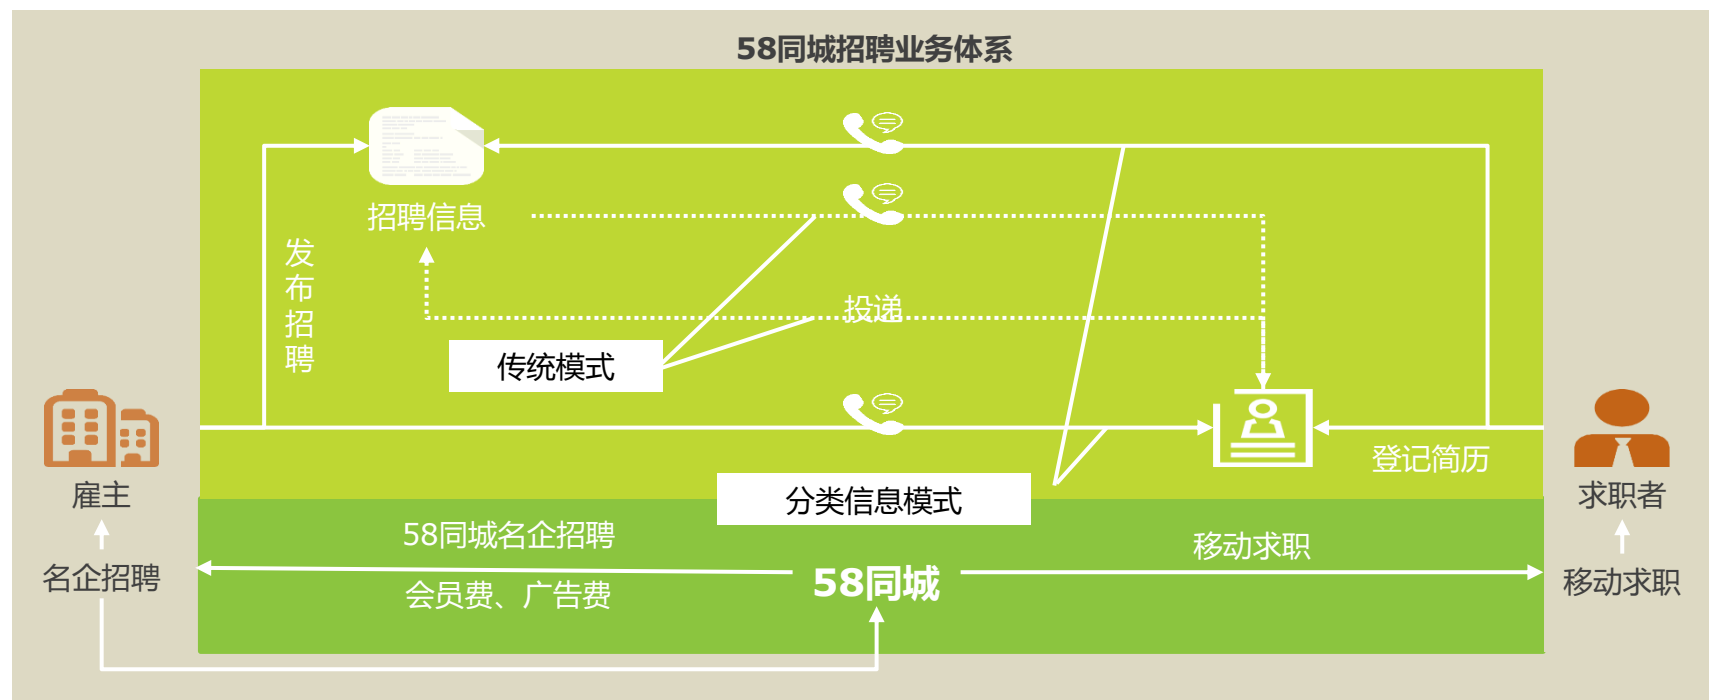 58同城招聘业务体系
招聘信息
发布招聘
投递
传统模式
登记简历
雇主
求职者
分类信息模式
58同城名企招聘
移动求职
名企招聘
58同城
移动求职
会员费、广告费